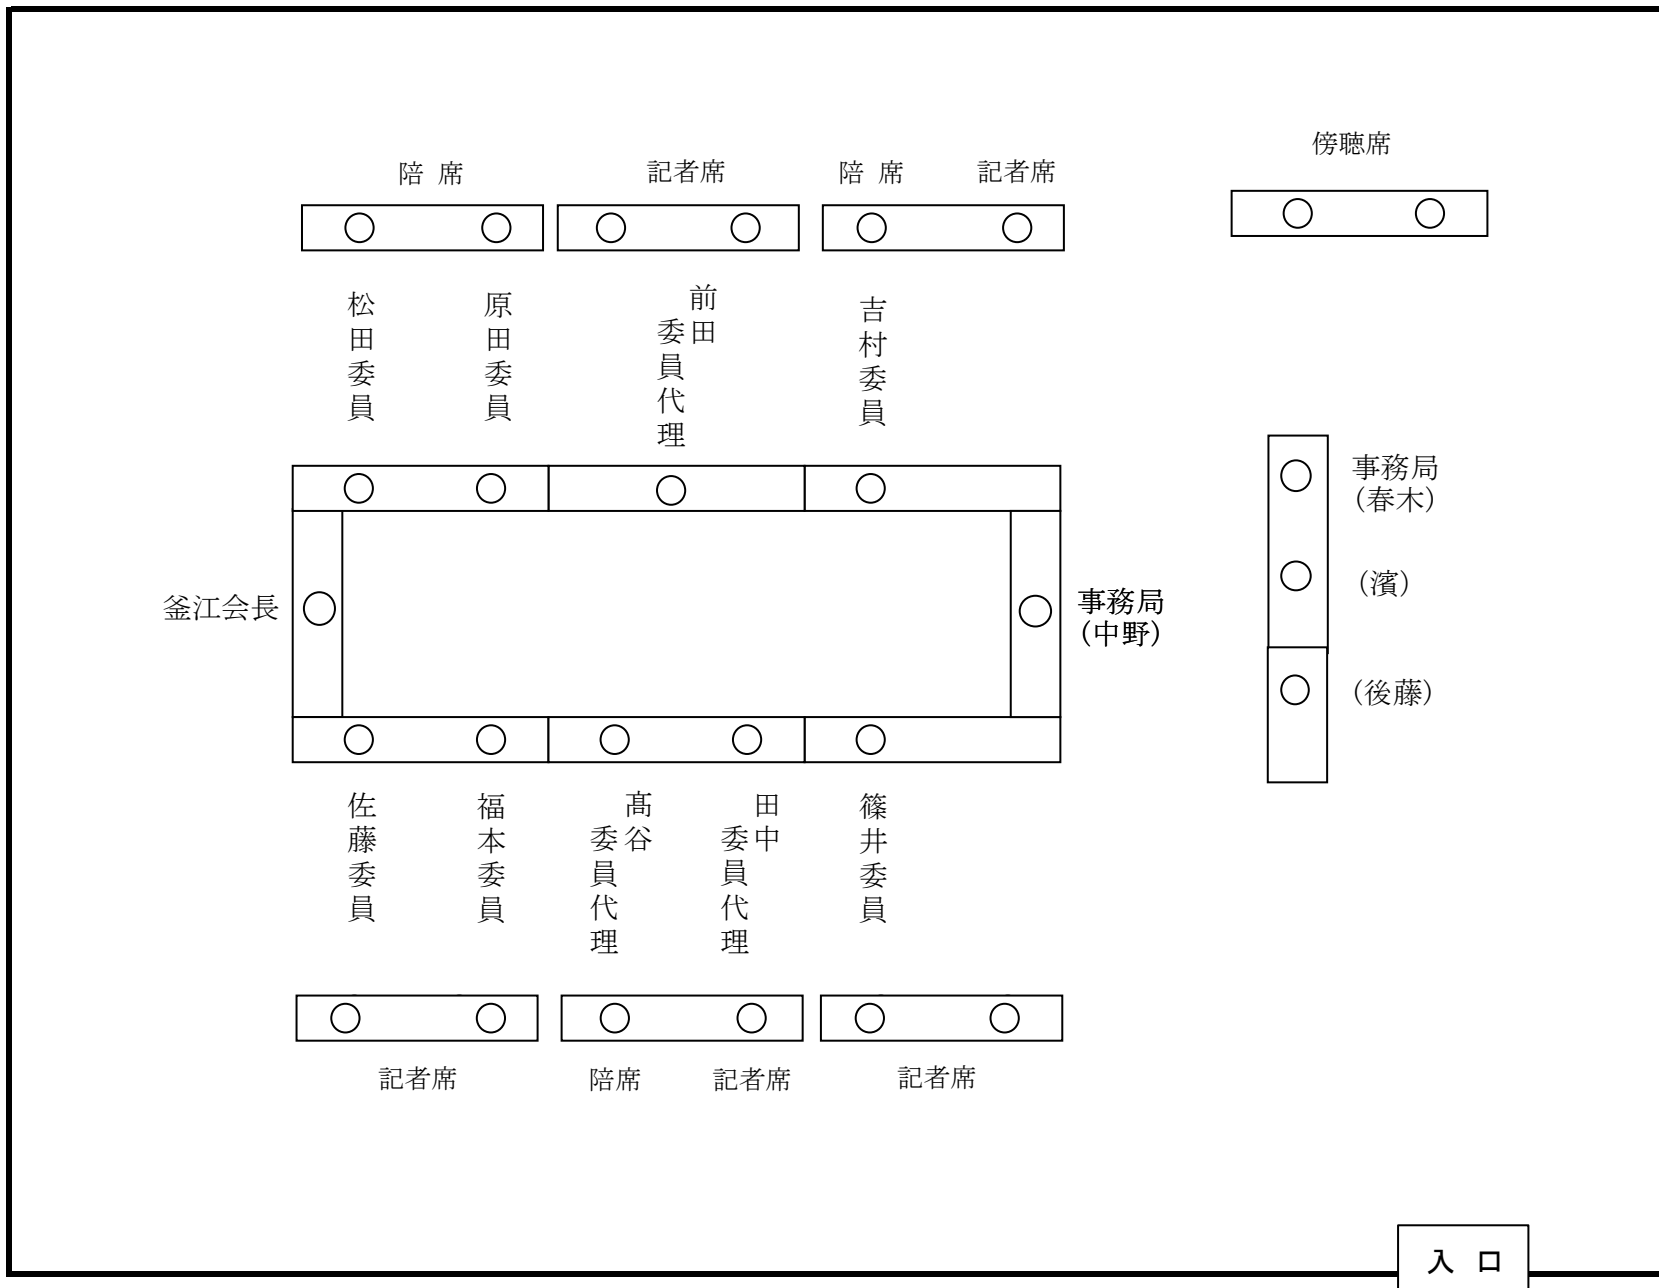 傍聴席
陪 席
記者席
陪 席
記者席
松田委員
原田委員
前田
委員代理
吉村委員
事務局
（春木）
（濱）
（後藤）
釜江会長
事務局
（中野）
佐藤委員
福本委員
髙谷
委員代理
田中
委員代理
篠井委員
記者席
陪席
記者席
記者席
入 口